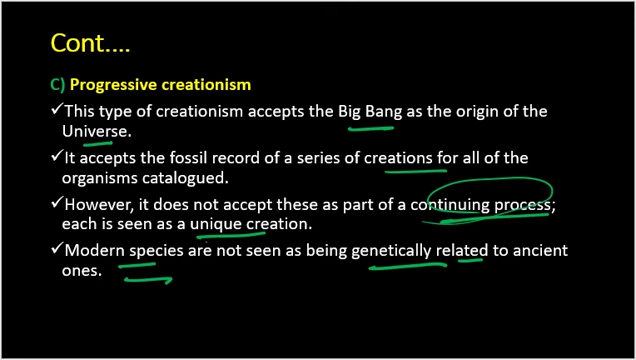 Cont....
C) Progressive creationism
✓This type of creationism accepts the Big Bang as the origin of the
Universe.
✓It accepts the fossil record of a series of creations for all of the
organisms catalogued.
✓However, it does not accept these as part of a continuing process;
each is seen as a unique creation.
✓Modern species are not seen as being genetically related to ancient
ones.